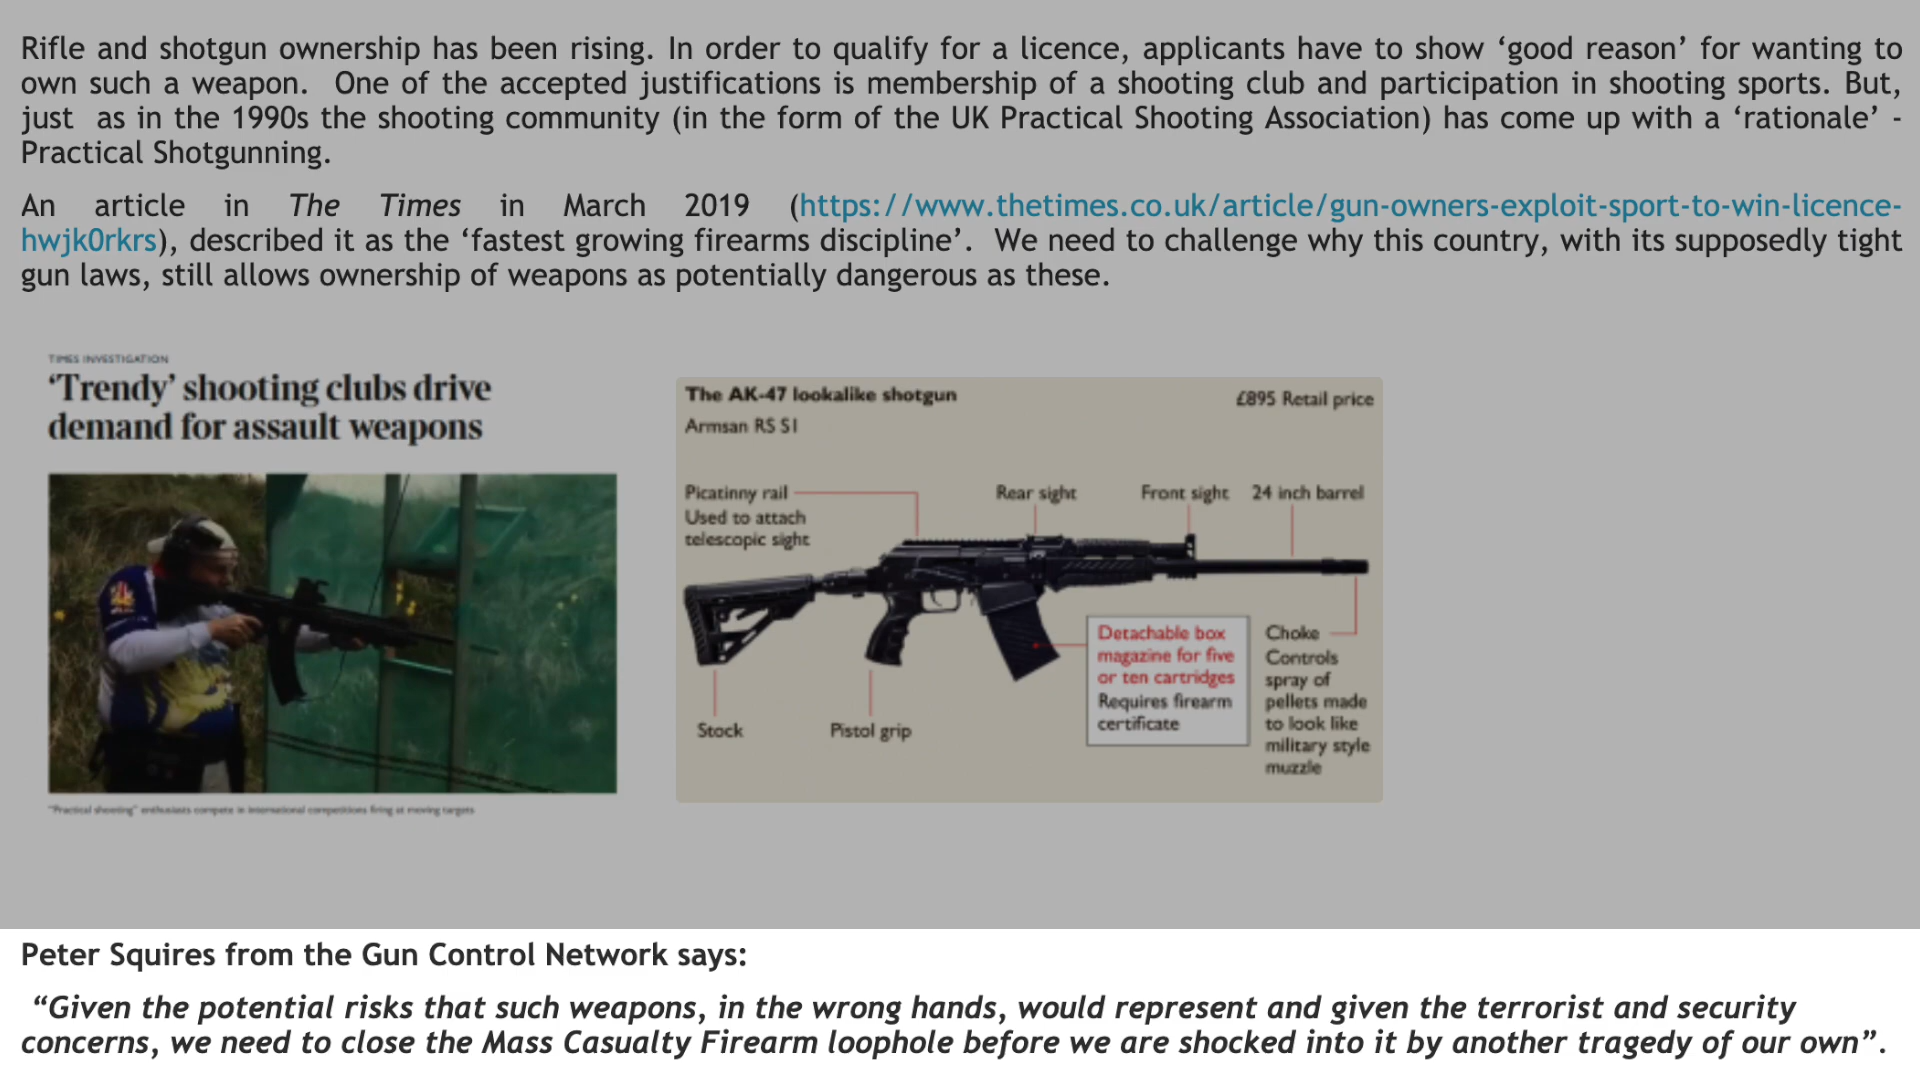 Rifle and shotgun ownership has been rising. In order to qualify for a licence, applicants have to show ‘good reason’ for wanting to
own such a weapon. One of the accepted justifications is membership of a shooting club and participation in shooting sports. But,
just as in the 1990s the shooting community (in the form of the UK Practical Shooting Association) has come up with a ‘rationale’ -
Practical Shotgunning.
An article in The Times in March 2019 (https://www.thetimes.co.uk/article/gun-owners-exploit-sport-to-win-licence-
hwjk0rkrs), described it as the ‘fastest growing firearms discipline’. We need to challenge why this country, with its supposedly tight
gun laws, still allows ownership of weapons as potentially dangerous as these.
TIMES INVESTIGATION
‘Trendy’ shooting clubs drive
demand for assault weapons
"Practical shooting" enthusiasts compete in international competitions firing at moving targets
The AK-47 lookalike shotgun
£895 Retail price
Armsan RS S1
Picatinny rail
Used to attach
telescopic sight
Rear sight
Front sight
24 inch barrel
Stock
Pistol grip
Detachable box
magazine for five
or ten cartridges
Requires firearm
certificate
Choke
Controls
spray of
pellets made
to look like
military style
muzzle
Peter Squires from the Gun Control Network says:
“Given the potential risks that such weapons, in the wrong hands, would represent and given the terrorist and security
concerns, we need to close the Mass Casualty Firearm loophole before we are shocked into it by another tragedy of our own”.